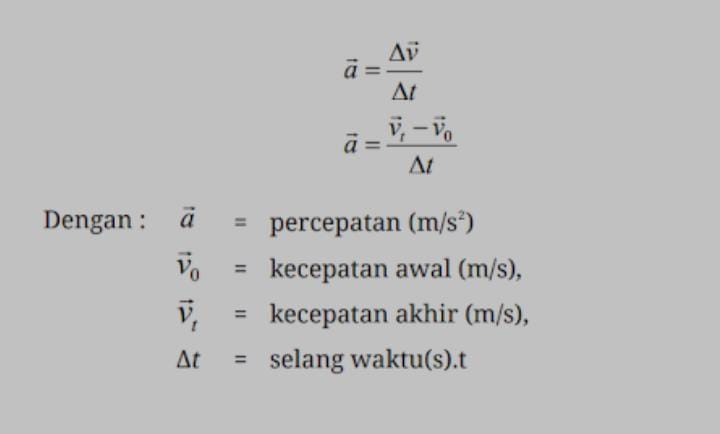 a⃗ = Δv⃗ / Δt
a⃗ = v⃗ₜ − v⃗₀ / Δt
Dengan : a⃗ = percepatan (m/s²)
v⃗₀ = kecepatan awal (m/s),
v⃗ₜ = kecepatan akhir (m/s),
Δt = selang waktu(s).t